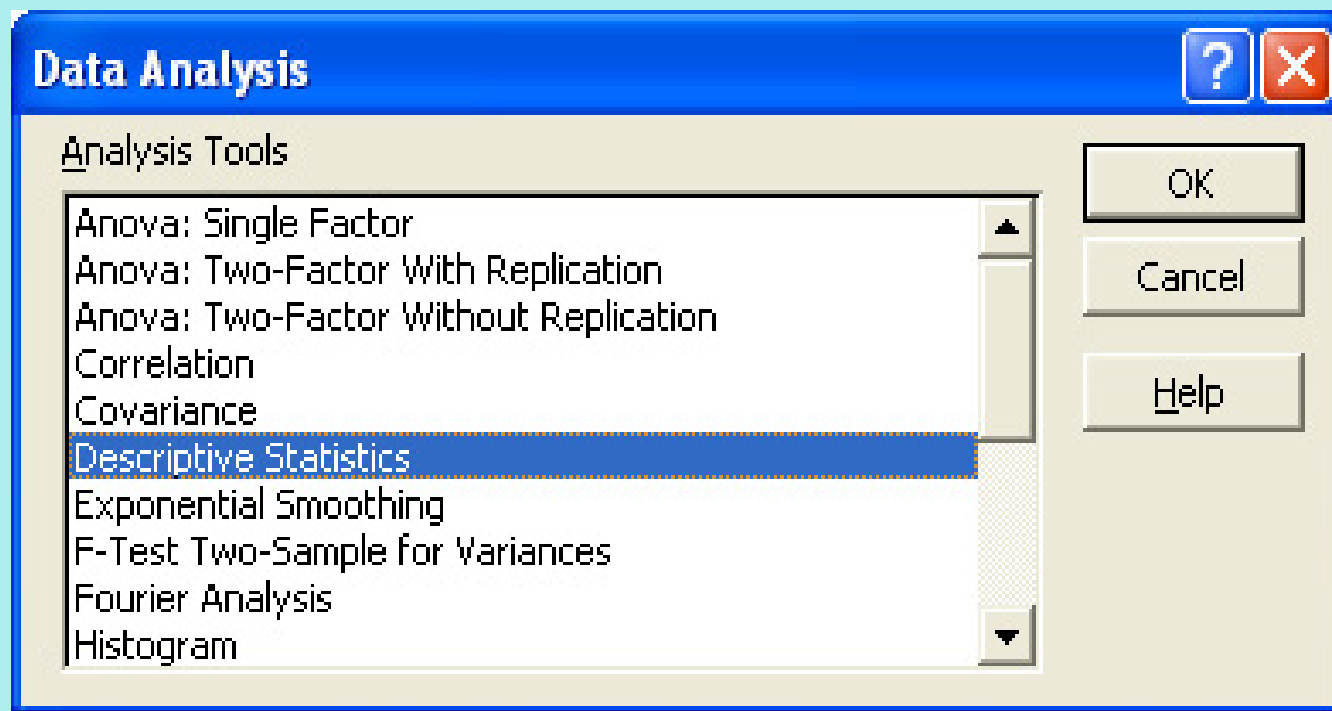 Data Analysis
?
Analysis Tools
Anova: Single Factor
Anova: Two-Factor With Replication
Anova: Two-Factor Without Replication
Correlation
Covariance
Descriptive Statistics
Exponential Smoothing
F-Test Two-Sample for Variances
Fourier Analysis
Histogram
OK
Cancel
Help